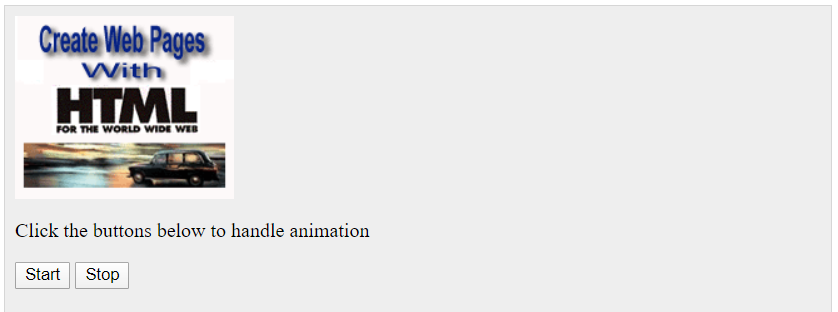 Create Web Pages
With
HTML
FOR THE WORLD WIDE WEB
Click the buttons below to handle animation
Start Stop